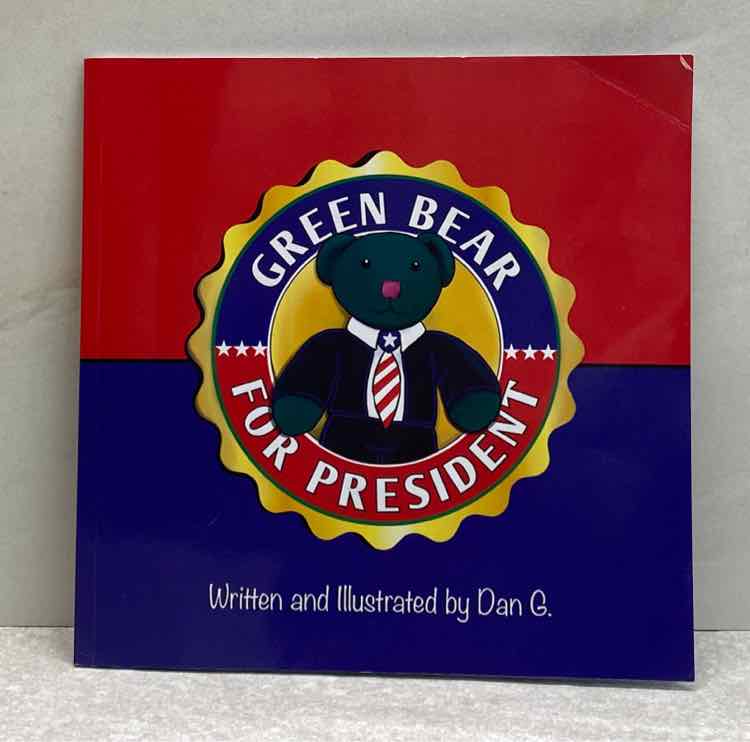 GREEN BEAR
FOR PRESIDENT
Written and Illustrated by Dan G.